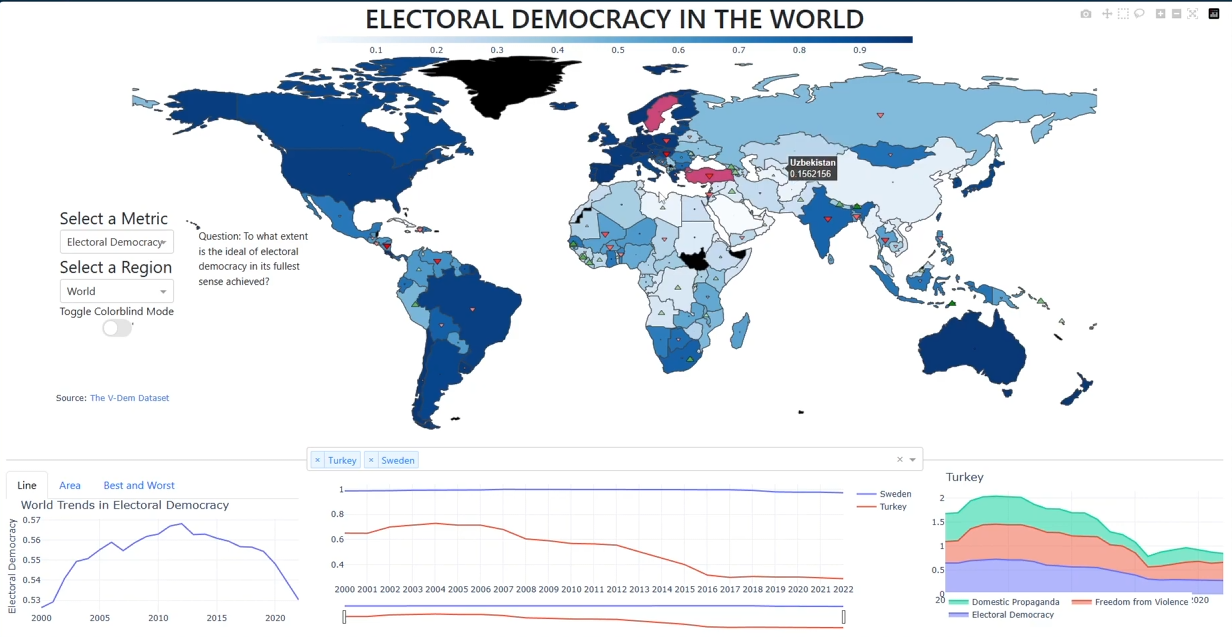 ELECTORAL DEMOCRACY IN THE WORLD
0.1 0.2 0.3 0.4 0.5 0.6 0.7 0.8 0.9
Uzbekistan
0.1562156
Select a Metric
Electoral Democracy
Select a Region
World
Toggle Colorblind Mode
Question: To what extent
is the ideal of electoral
democracy in its fullest
sense achieved?
Source: The V-Dem Dataset
× Turkey × Sweden ×
Line Area Best and Worst
World Trends in Electoral Democracy
Electoral Democracy
0.57
0.56
0.55
0.54
0.53
2000 2005 2010 2015 2020
1
0.8
0.6
0.4
2000 2001 2002 2003 2004 2005 2006 2007 2008 2009 2010 2011 2012 2013 2014 2015 2016 2017 2018 2019 2020 2021 2022
Sweden
Turkey
Turkey
2
1.5
1
0.5
0
20 2020
Domestic Propaganda Freedom from Violence
Electoral Democracy